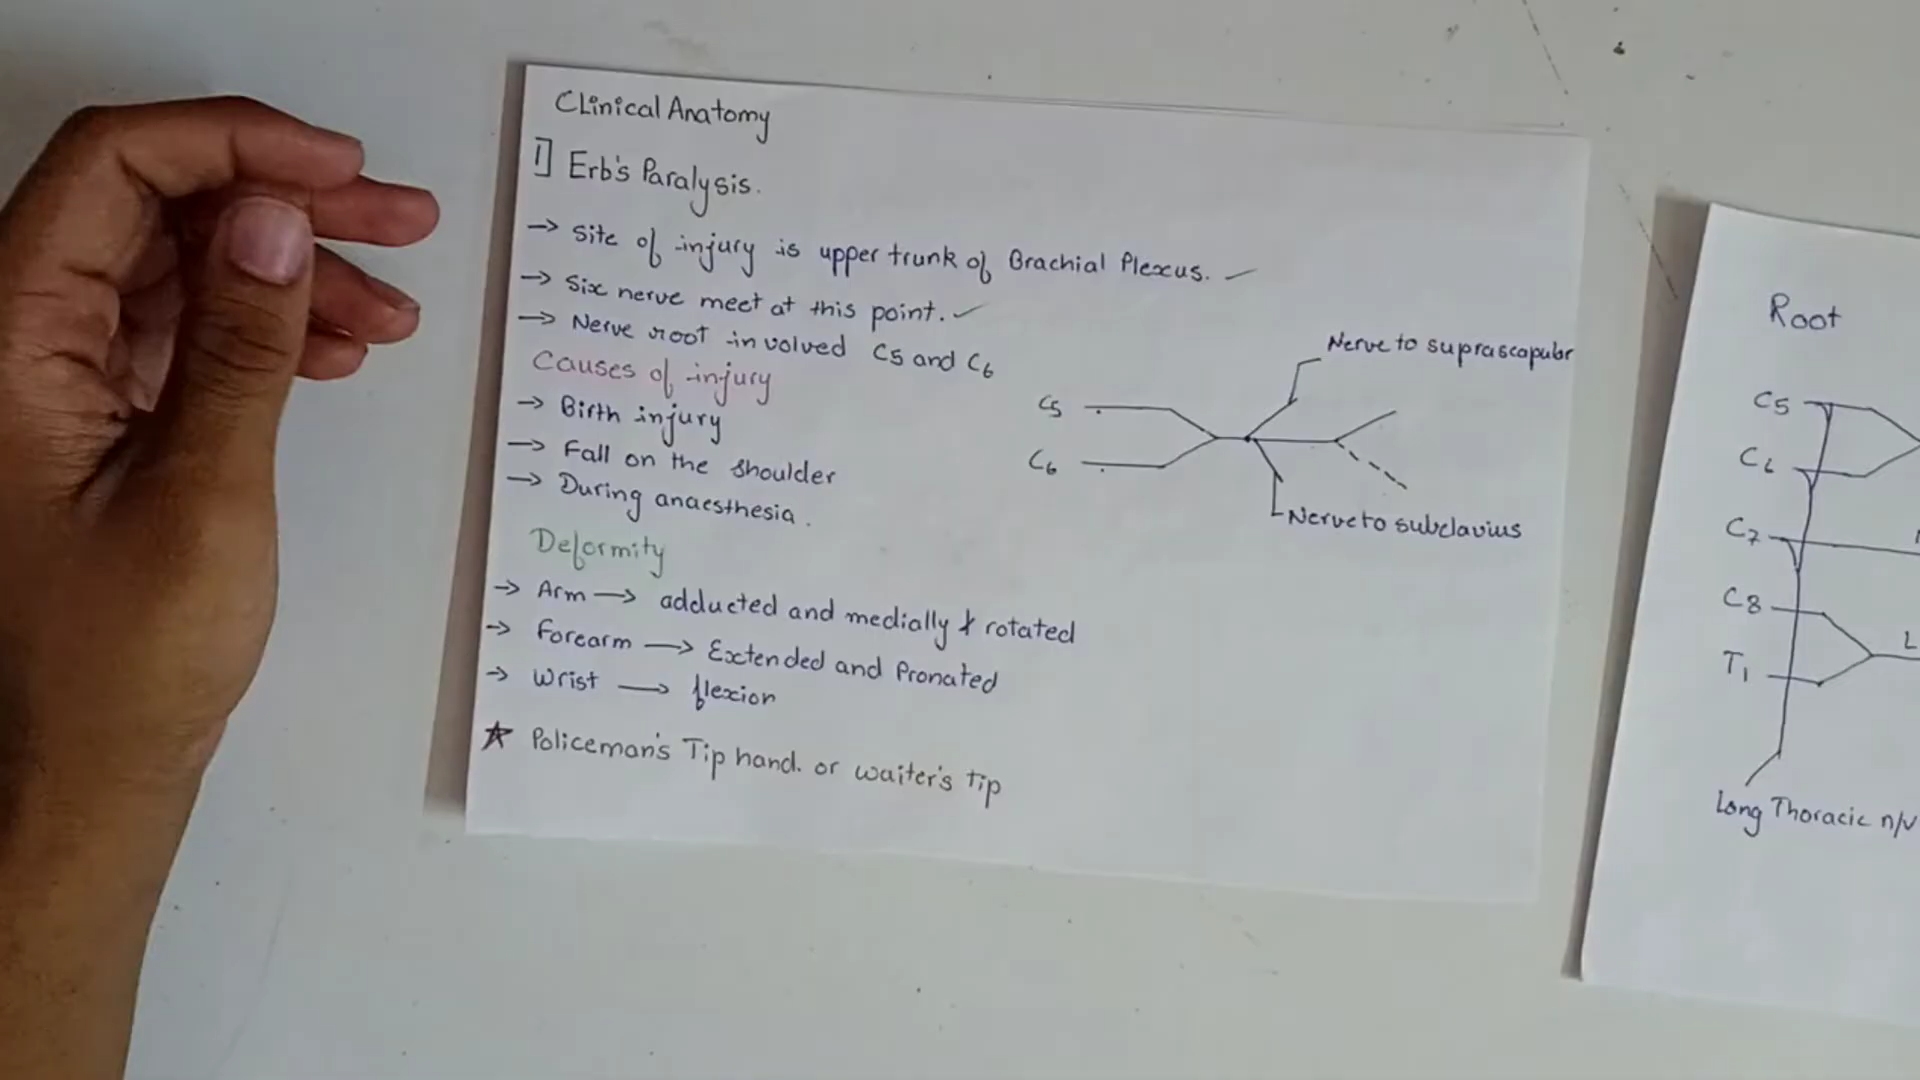 Clinical Anatomy
1] Erb's Paralysis.
→ Site of injury is upper trunk of Brachial Plexus.
→ Six nerve meet at this point.
→ Nerve root involved C5 and C6
Causes of injury
→ Birth injury
→ Fall on the shoulder
→ During anaesthesia.
Deformity
→ Arm → adducted and medially rotated
→ Forearm → Extended and Pronated
→ Wrist → flexion
★ Policeman's Tip hand. or waiter's tip
Nerve to suprascapular
C5
C6
Nerve to subclavius
Root
C5
C6
C7
C8
L
T1
Long Thoracic n/v